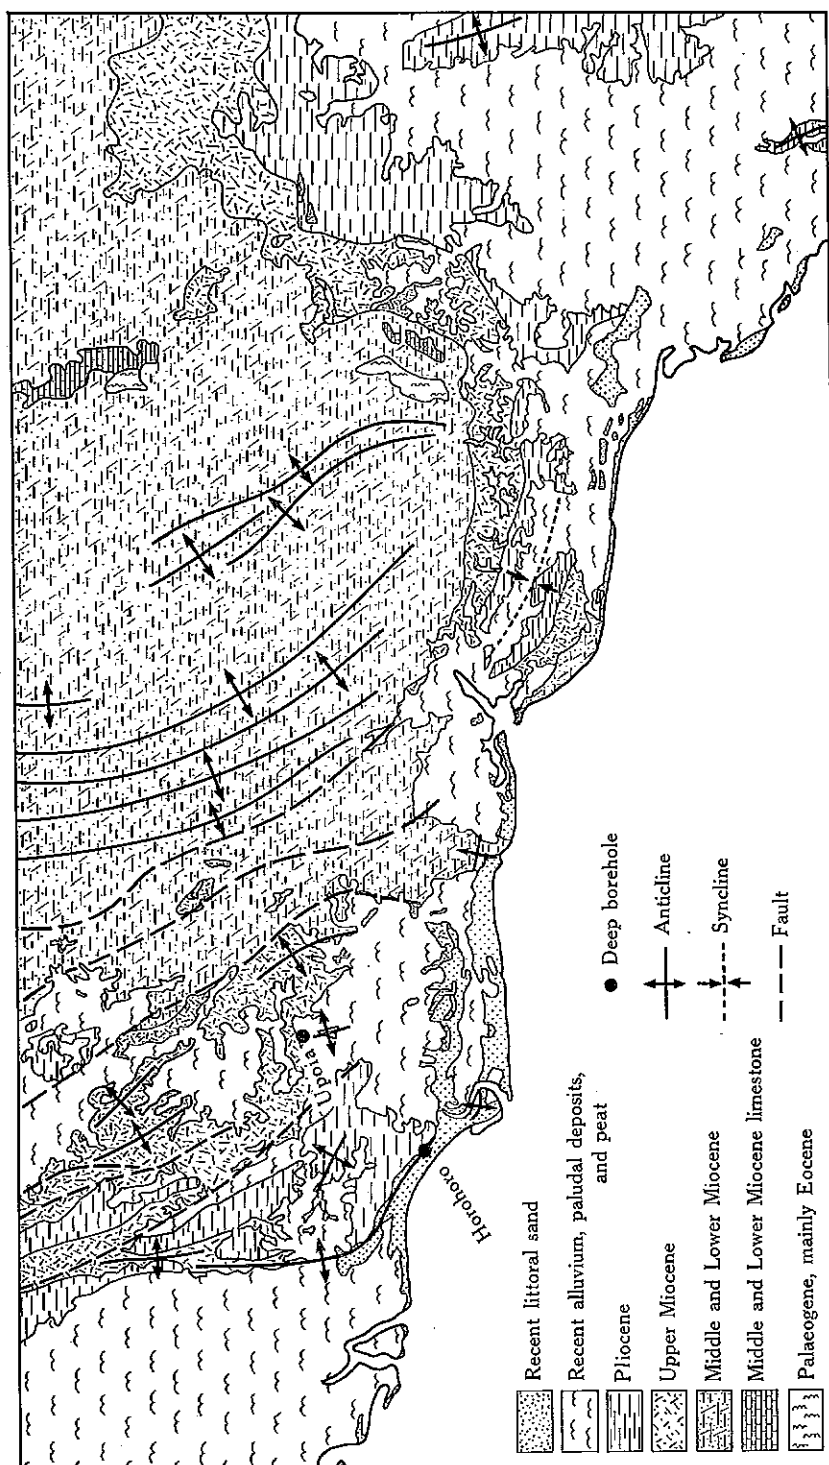 Upoia
Horohoro
Recent littoral sand
Recent alluvium, paludal deposits,
and peat
Pliocene
Upper Miocene
Middle and Lower Miocene
Middle and Lower Miocene limestone
Palaeogene, mainly Eocene
Deep borehole
Anticline
Syncline
Fault